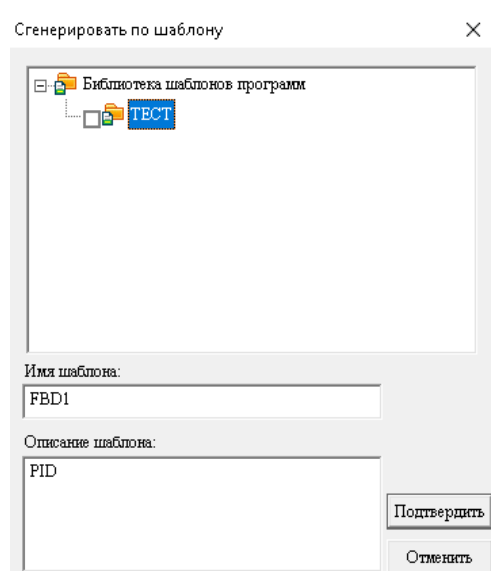 Сгенерировать по шаблону
Библиотека шаблонов программ
ТЕСТ
Имя шаблона:
FBD1
Описание шаблона:
PID
Подтвердить
Отменить